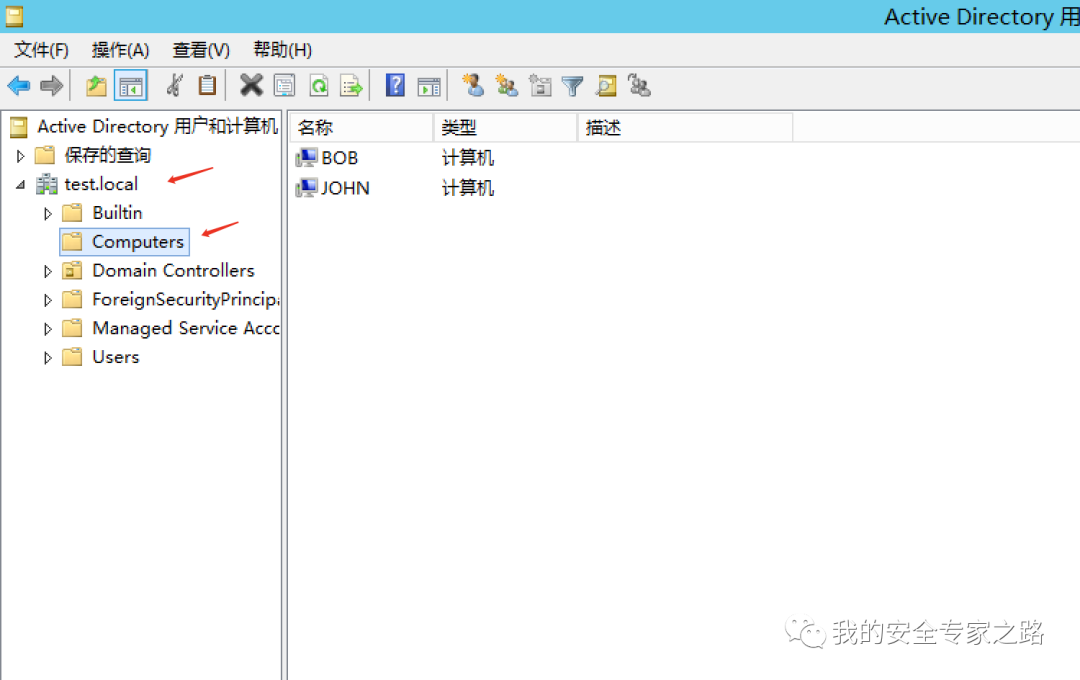 Active Directory 用
文件(F) 操作(A) 查看(V) 帮助(H)
Active Directory 用户和计算机
保存的查询
test.local
Builtin
Computers
Domain Controllers
ForeignSecurityPrincip
Managed Service Acc
Users
名称 类型 描述
BOB 计算机
JOHN 计算机
我的安全专家之路